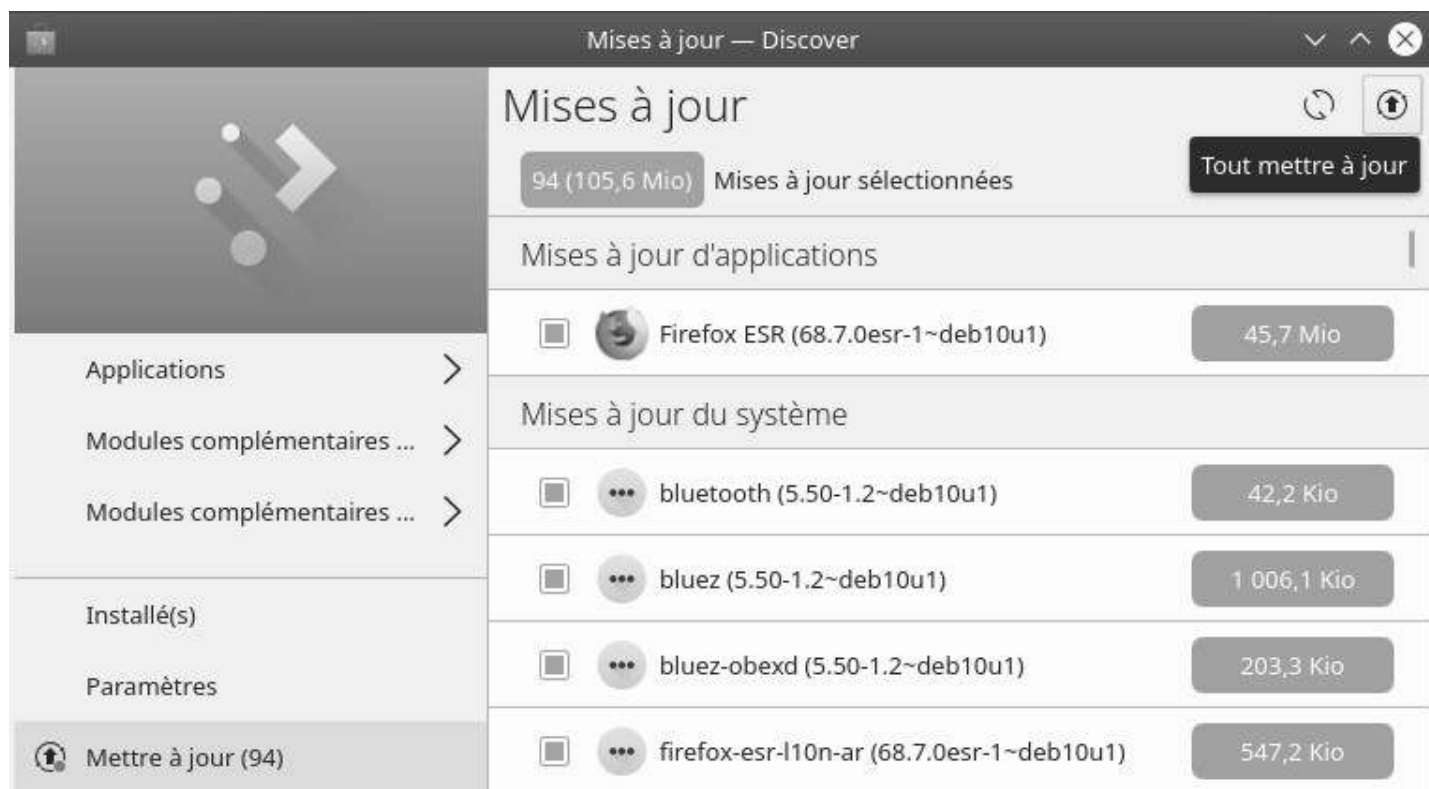 Mises à jour — Discover
Mises à jour
Tout mettre à jour
94 (105,6 Mio) Mises à jour sélectionnées
Mises à jour d'applications
Firefox ESR (68.7.0esr-1~deb10u1) 45,7 Mio
Mises à jour du système
bluetooth (5.50-1.2~deb10u1) 42,2 Kio
bluez (5.50-1.2~deb10u1) 1 006,1 Kio
bluez-obexd (5.50-1.2~deb10u1) 203,3 Kio
firefox-esr-l10n-ar (68.7.0esr-1~deb10u1) 547,2 Kio
Applications
Modules complémentaires ...
Modules complémentaires ...
Installé(s)
Paramètres
Mettre à jour (94)